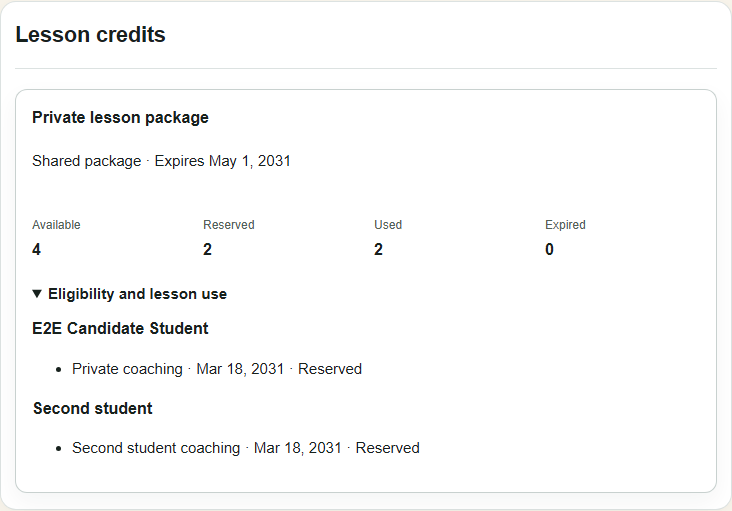 Lesson credits
Private lesson package
Shared package · Expires May 1, 2031
Available Reserved Used Expired
4 2 2 0
▼ Eligibility and lesson use
E2E Candidate Student
• Private coaching · Mar 18, 2031 · Reserved
Second student
• Second student coaching · Mar 18, 2031 · Reserved